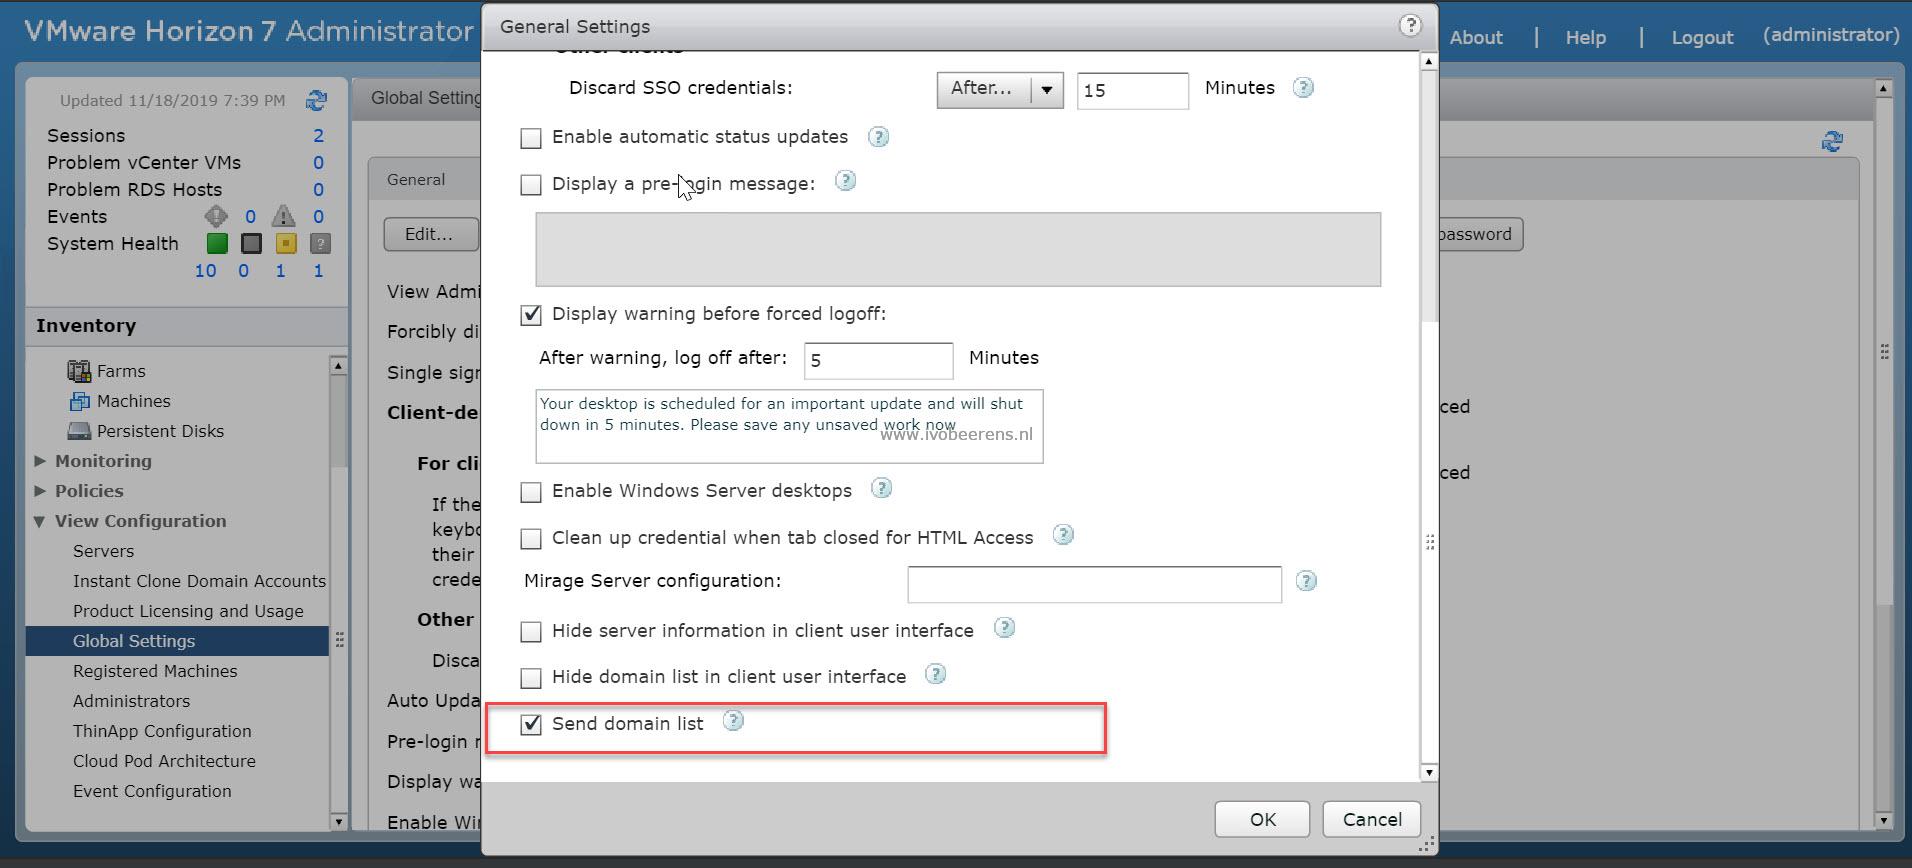 VMware Horizon 7 Administrator
About | Help | Logout (administrator)
Updated 11/18/2019 7:39 PM
Sessions 2
Problem vCenter VMs 0
Problem RDS Hosts 0
Events 0 0
System Health
10 0 1 1
Inventory
Farms
Machines
Persistent Disks
Monitoring
Policies
View Configuration
Servers
Instant Clone Domain Accounts
Product Licensing and Usage
Global Settings
Registered Machines
Administrators
ThinApp Configuration
Cloud Pod Architecture
Event Configuration
Global Setting
General
Edit...
password
View Admi
Forcibly di
Single sign
Client-de
For cli
If the
keybo
their
crede
Other
Disca
Auto Upda
Pre-login
Display wa
Enable Wi
ced
ced
General Settings
?
Other clients
Discard SSO credentials: After... 15 Minutes ?
Enable automatic status updates ?
Display a pre-login message: ?
Display warning before forced logoff:
After warning, log off after: 5 Minutes
Your desktop is scheduled for an important update and will shut
down in 5 minutes. Please save any unsaved work now
www.ivobeerens.nl
Enable Windows Server desktops ?
Clean up credential when tab closed for HTML Access ?
Mirage Server configuration: ?
Hide server information in client user interface ?
Hide domain list in client user interface ?
Send domain list ?
OK Cancel